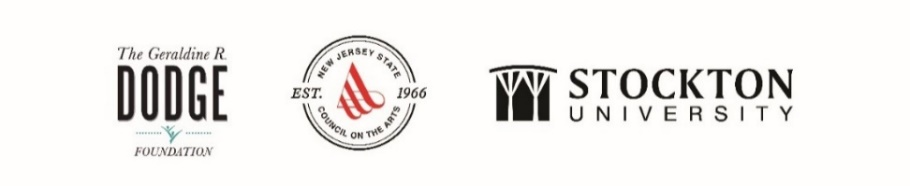 The Geraldine R.
DODGE
FOUNDATION
NEW JERSEY STATE
EST. 1966
COUNCIL ON THE ARTS
STOCKTON
UNIVERSITY